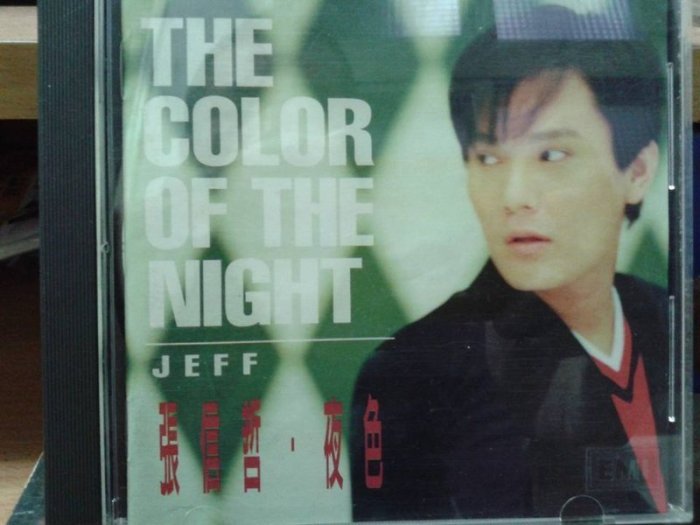 THE
COLOR
OF THE
NIGHT
JEFF
張信哲·夜色
EMI